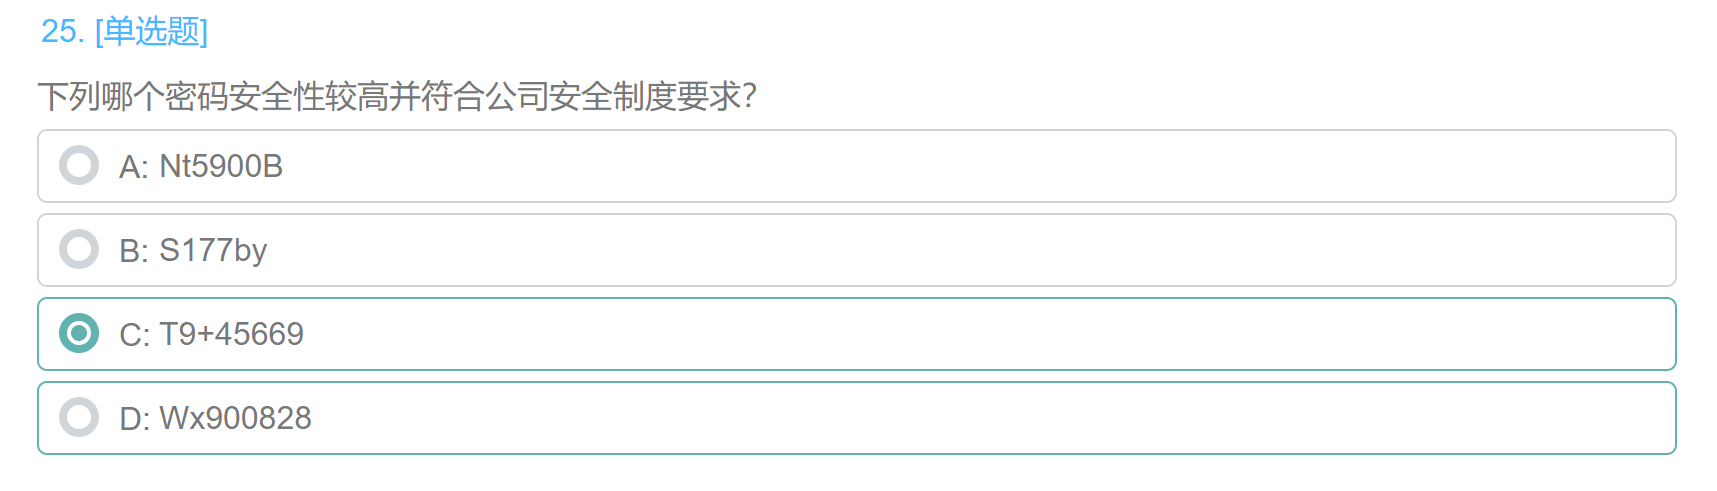 25. [单选题]
下列哪个密码安全性较高并符合公司安全制度要求?
A: Nt5900B
B: S177by
C: T9+45669
D: Wx900828